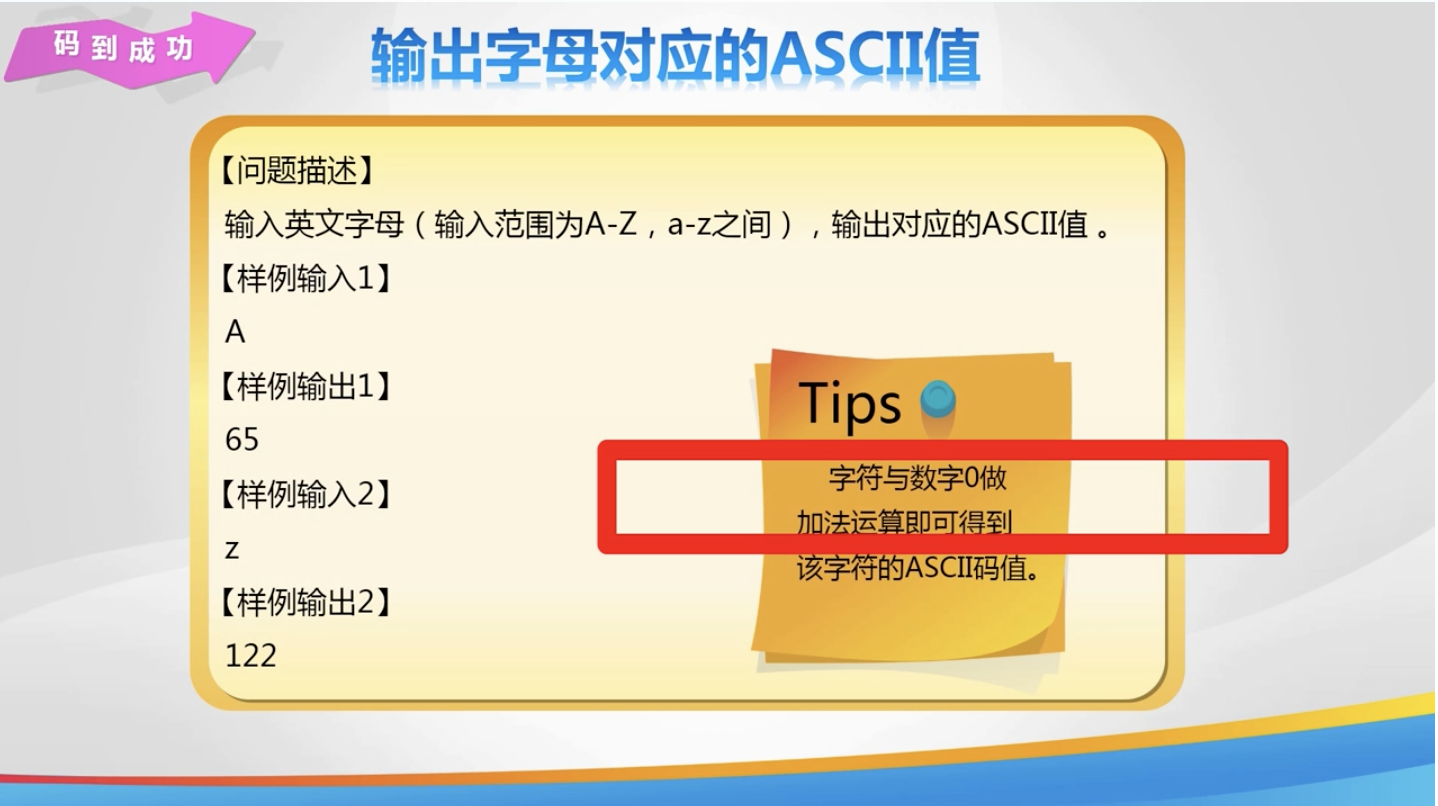 码到成功
输出字母对应的ASCII值
【问题描述】
输入英文字母（输入范围为A-Z，a-z之间），输出对应的ASCII值 。
【样例输入1】
A
【样例输出1】
65
【样例输入2】
z
【样例输出2】
122
Tips
字符与数字0做
加法运算即可得到
该字符的ASCII码值。